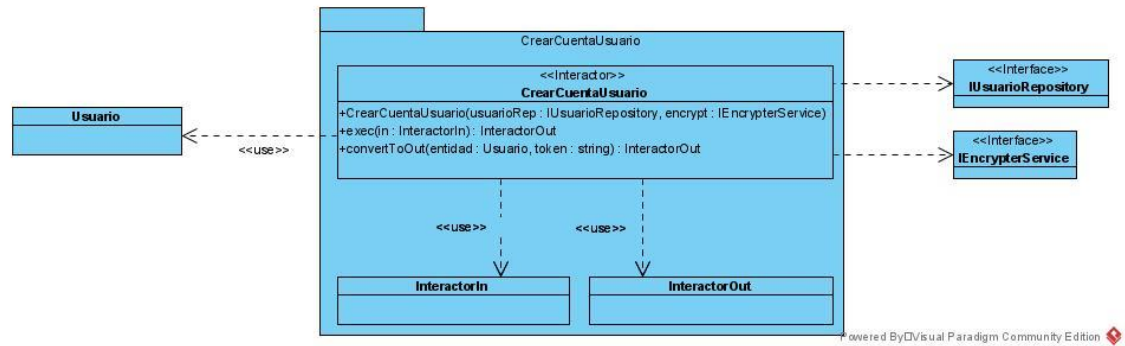 CrearCuentaUsuario
<<Interactor>>
CrearCuentaUsuario
+CrearCuentaUsuario(usuarioRep : IUsuarioRepository, encrypt : IEncrypterService)
+exec(in : InteractorIn) : InteractorOut
+convertToOut(entidad : Usuario, token : string) : InteractorOut
Usuario
<<use>>
<<Interface>>
IUsuarioRepository
<<Interface>>
IEncrypterService
<<use>>
<<use>>
InteractorIn
InteractorOut
Powered By Visual Paradigm Community Edition